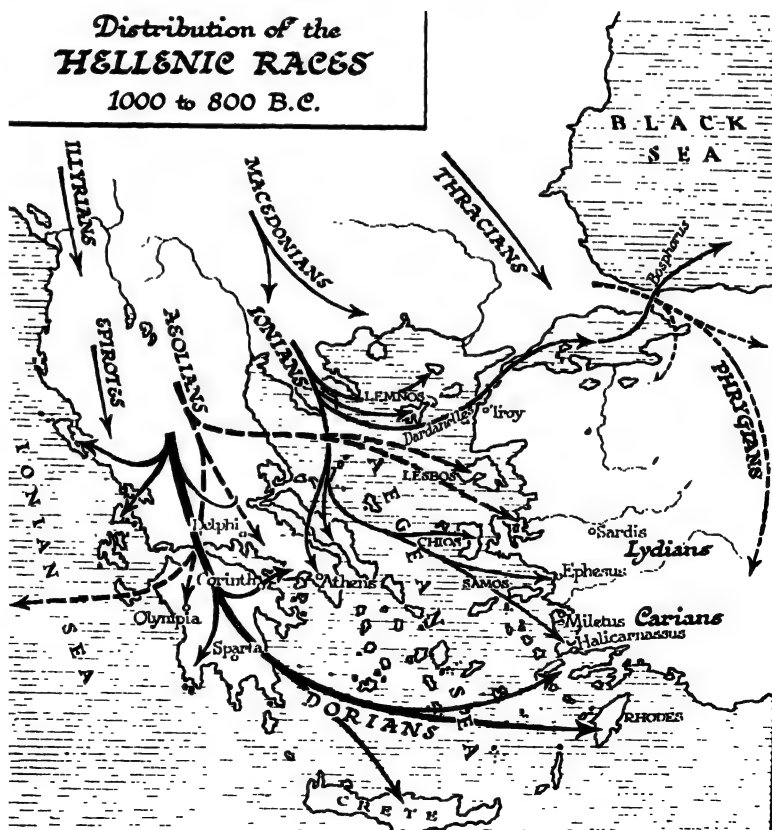 Distribution of the
HELLENIC RACES
1000 to 800 B.C.
BLACK
SEA
ILLYRIANS
MACEDONIANS
THRACIANS
Bosphorus
EPIROTES
AEOLIANS
IONIANS
LEMNOS
Dardanelles
Troy
PHRYGIANS
LESBOS
IONIAN SEA
AEGEAN SEA
Delphi
CHIOS
Sardis
Lydians
Corinth
Athens
SAMOS
Ephesus
Olympia
Miletus
Carians
Halicarnassus
Sparta
DORIANS
RHODES
CRETE